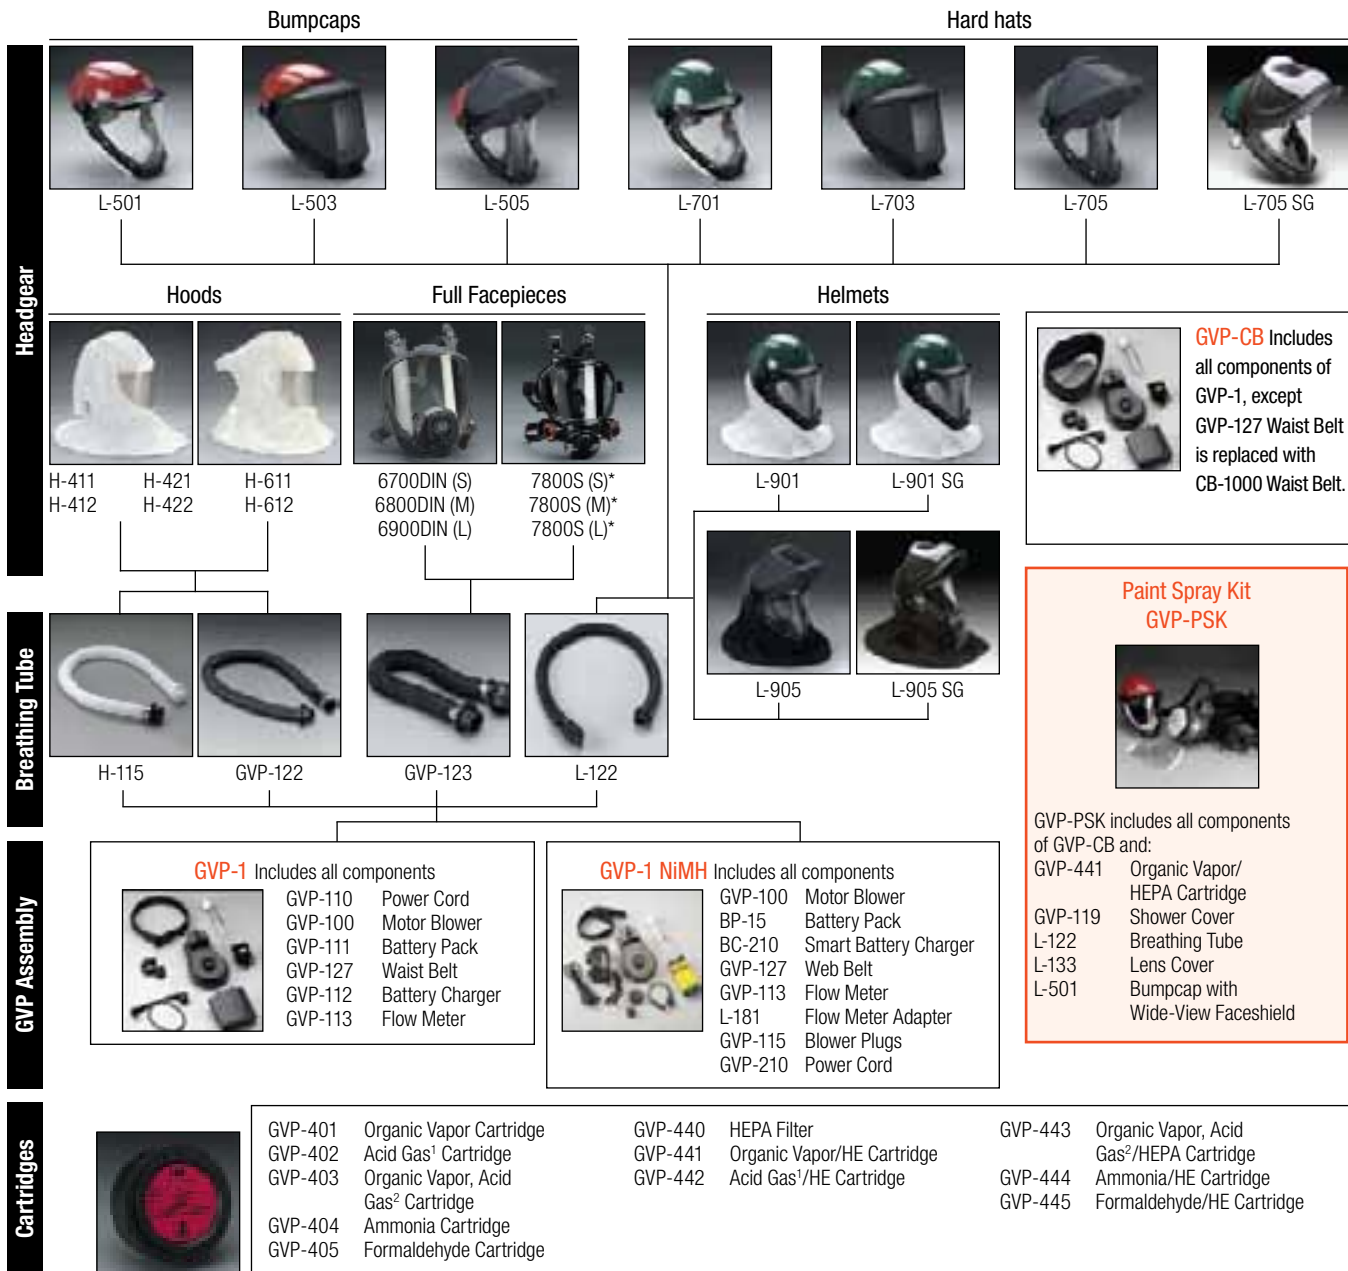 Bumpcaps
Hard hats
Headgear
L-501
L-503
L-505
L-701
L-703
L-705
L-705 SG
Hoods
Full Facepieces
Helmets
H-411 H-421 H-611
H-412 H-422 H-612
6700DIN (S) 7800S (S)*
6800DIN (M) 7800S (M)*
6900DIN (L) 7800S (L)*
L-901
L-901 SG
L-905
L-905 SG
GVP-CB Includes
all components of
GVP-1, except
GVP-127 Waist Belt
is replaced with
CB-1000 Waist Belt.
Breathing Tube
H-115
GVP-122
GVP-123
L-122
Paint Spray Kit
GVP-PSK
GVP-PSK includes all components
of GVP-CB and:
GVP-441 Organic Vapor/
HEPA Cartridge
GVP-119 Shower Cover
L-122 Breathing Tube
L-133 Lens Cover
L-501 Bumpcap with
Wide-View Faceshield
GVP Assembly
GVP-1 Includes all components
GVP-110 Power Cord
GVP-100 Motor Blower
GVP-111 Battery Pack
GVP-127 Waist Belt
GVP-112 Battery Charger
GVP-113 Flow Meter
GVP-1 NiMH Includes all components
GVP-100 Motor Blower
BP-15 Battery Pack
BC-210 Smart Battery Charger
GVP-127 Web Belt
GVP-113 Flow Meter
L-181 Flow Meter Adapter
GVP-115 Blower Plugs
GVP-210 Power Cord
Cartridges
GVP-401 Organic Vapor Cartridge
GVP-402 Acid Gas¹ Cartridge
GVP-403 Organic Vapor, Acid
Gas² Cartridge
GVP-404 Ammonia Cartridge
GVP-405 Formaldehyde Cartridge
GVP-440 HEPA Filter
GVP-441 Organic Vapor/HE Cartridge
GVP-442 Acid Gas¹/HE Cartridge
GVP-443 Organic Vapor, Acid
Gas²/HEPA Cartridge
GVP-444 Ammonia/HE Cartridge
GVP-445 Formaldehyde/HE Cartridge